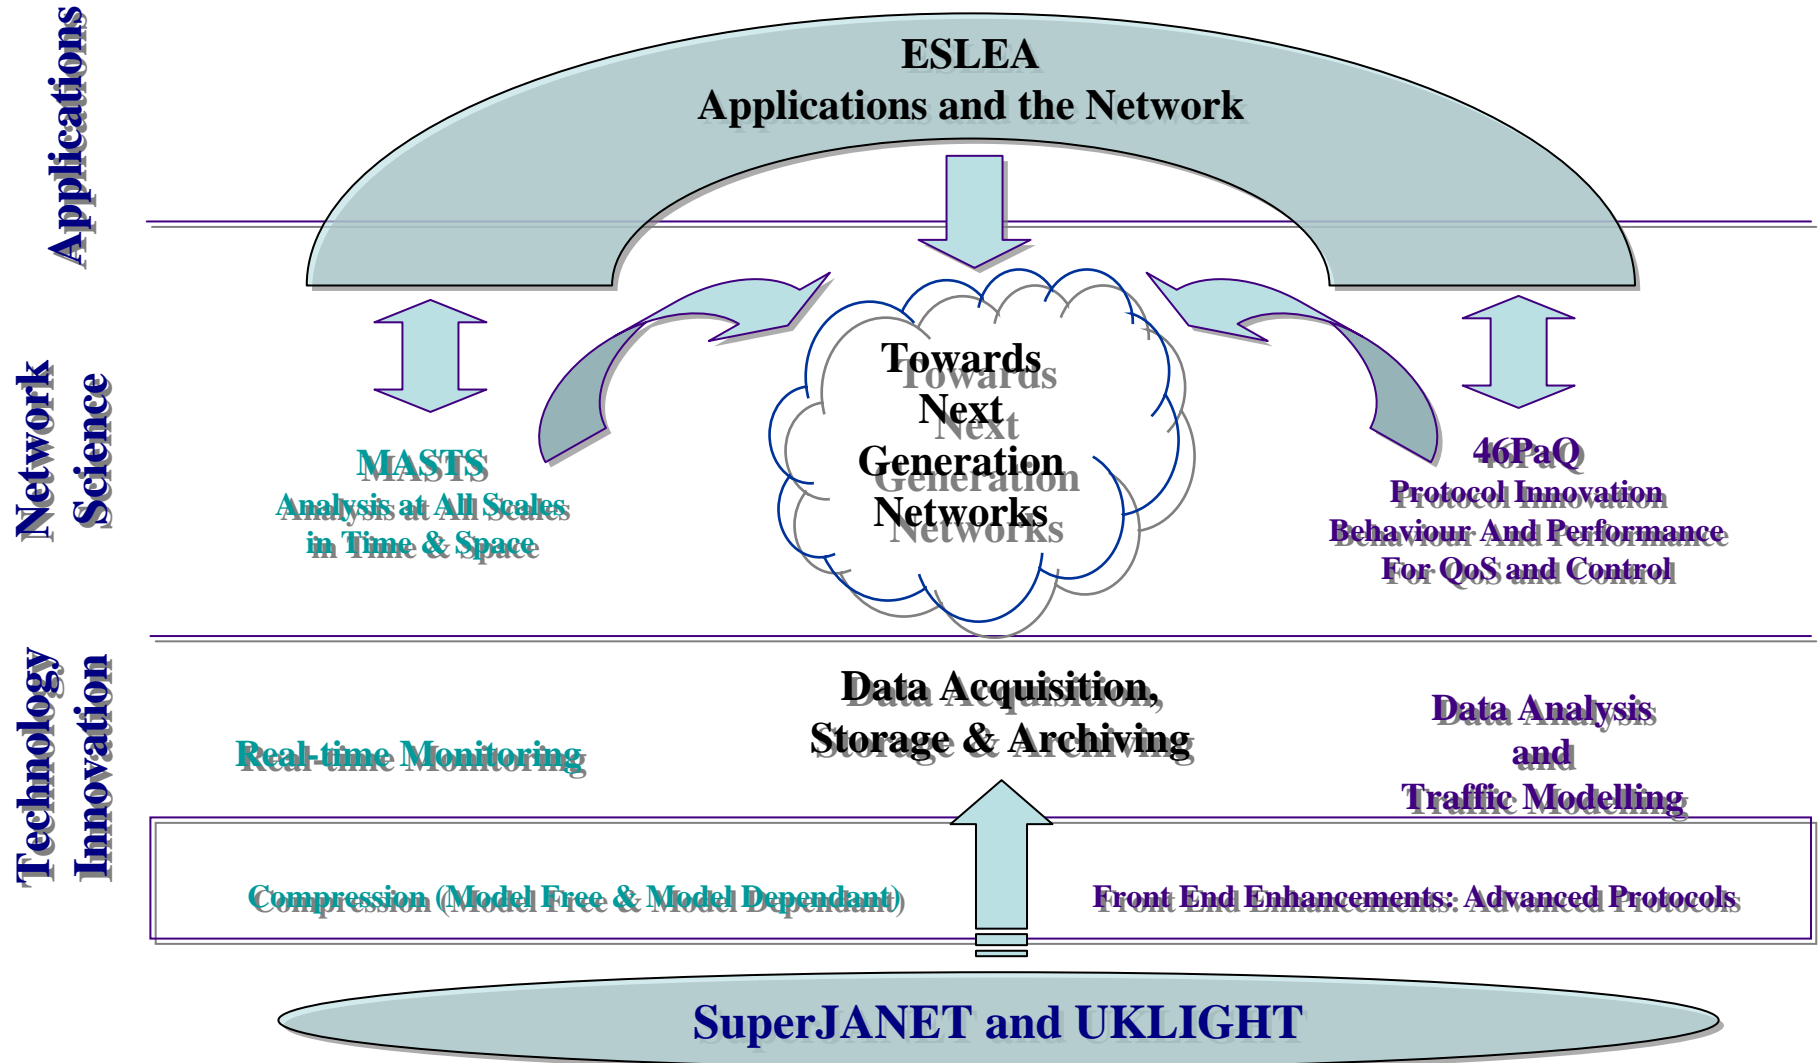 Applications
ESLEA
Applications and the Network
Network
Science
Towards
Next
Generation
Networks
MASTS
Analysis at All Scales
in Time & Space
46PaQ
Protocol Innovation
Behaviour And Performance
For QoS and Control
Technology
Innovation
Real-time Monitoring
Data Acquisition,
Storage & Archiving
Data Analysis
and
Traffic Modelling
Compression (Model Free & Model Dependant)
Front End Enhancements: Advanced Protocols
SuperJANET and UKLIGHT